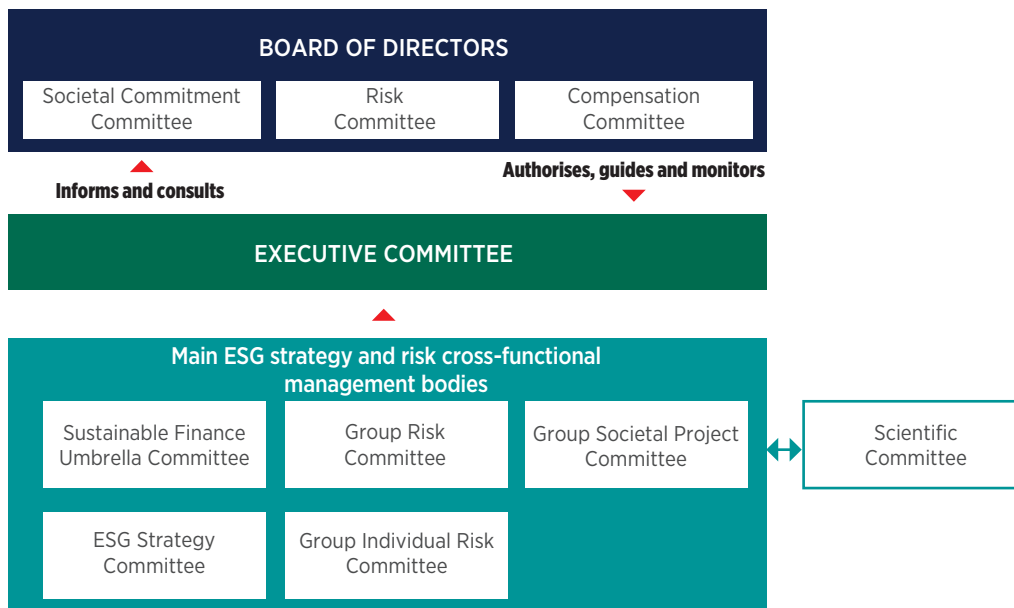 BOARD OF DIRECTORS
Societal Commitment
Committee
Risk
Committee
Compensation
Committee
Informs and consults
Authorises, guides and monitors
EXECUTIVE COMMITTEE
Main ESG strategy and risk cross-functional
management bodies
Sustainable Finance
Umbrella Committee
Group Risk
Committee
Group Societal Project
Committee
Scientific
Committee
ESG Strategy
Committee
Group Individual Risk
Committee